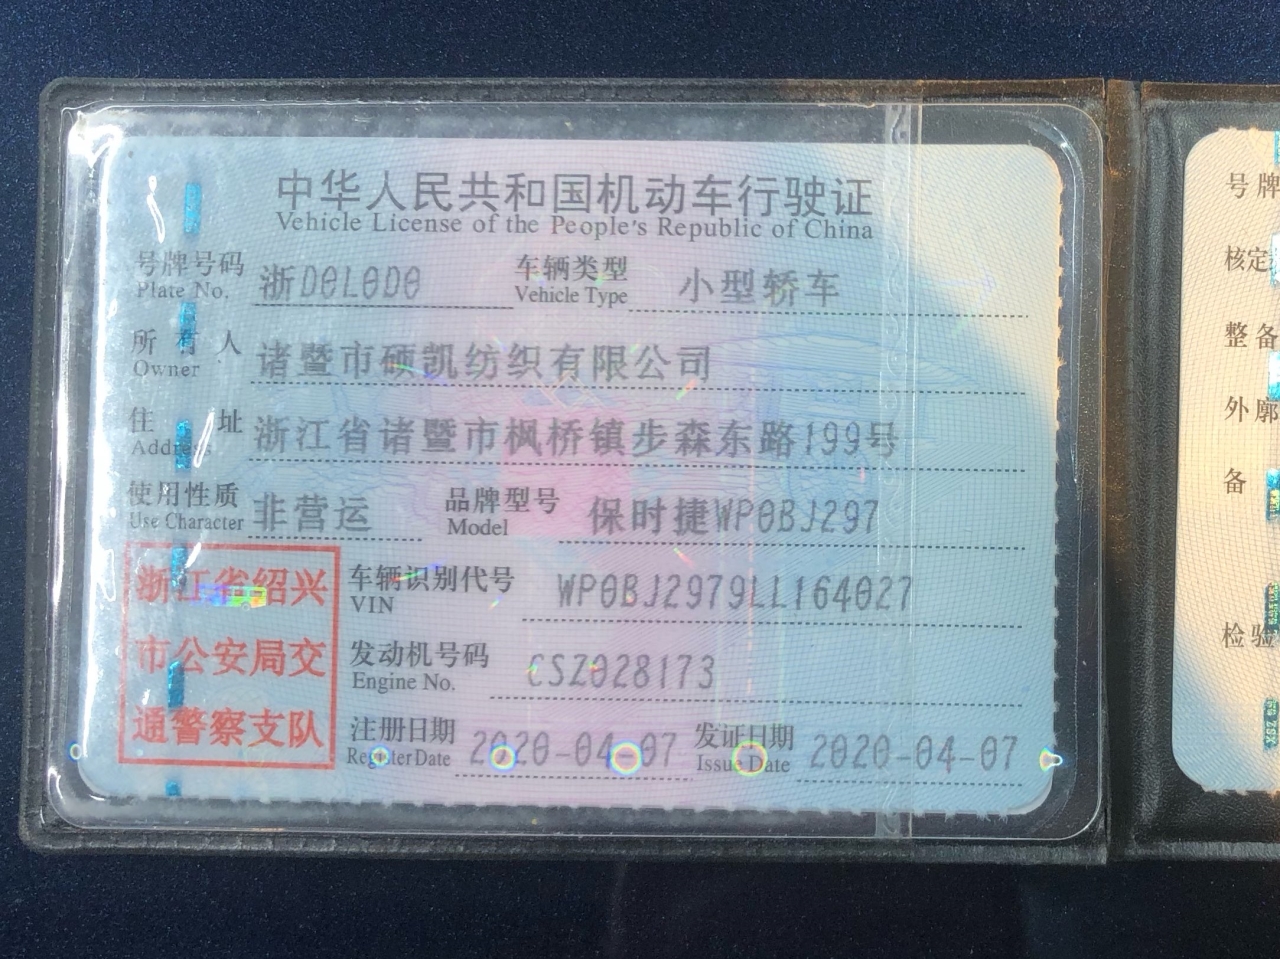 中华人民共和国机动车行驶证
Vehicle License of the People's Republic of China
号牌号码 浙D0L0D0 车辆类型 小型轿车
Plate No. Vehicle Type
所有人 诸暨市硕凯纺织有限公司
Owner
住址 浙江省诸暨市枫桥镇步森东路199号
Address
使用性质 非营运 品牌型号 保时捷WP0BJ297
Use Character Model
浙江省绍兴
市公安局交
通警察支队
车辆识别代号 WP0BJ2979LL164027
VIN
发动机号码 CSZ028173
Engine No.
注册日期 2020-04-07 发证日期 2020-04-07
Register Date Issue Date
号牌
核定
整备
外廓
备
检验